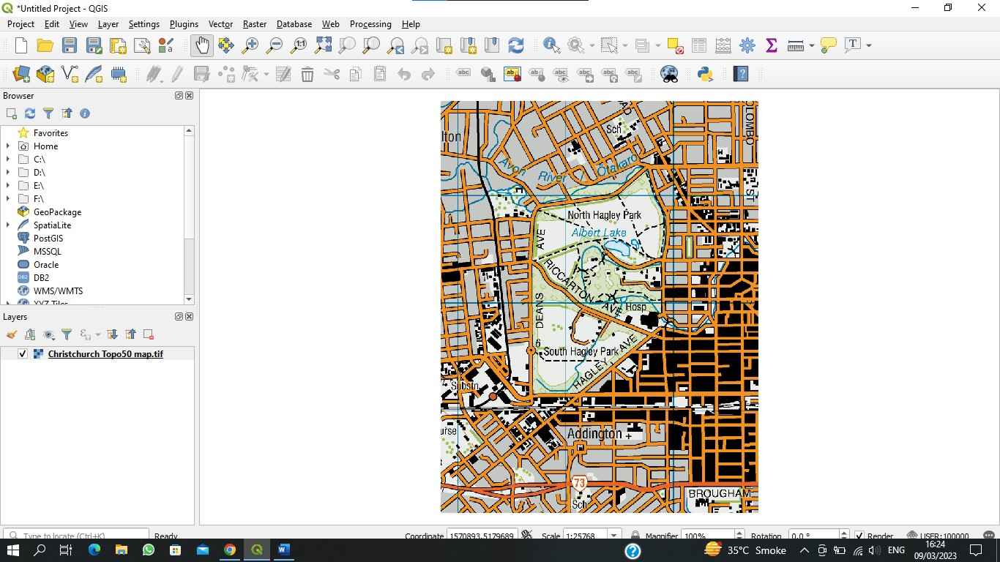 *Untitled Project - QGIS
Project Edit View Layer Settings Plugins Vector Raster Database Web Processing Help
Browser
Favorites
Home
C:\
D:\
E:\
F:\
GeoPackage
SpatiaLite
PostGIS
MSSQL
Oracle
DB2
WMS/WMTS
XYZ Tiles
Layers
Christchurch Topo50 map.tif
OLOMBO
ST
AD
Sch
lton
Avon River / Ōtakaro
North Hagley Park
Albert Lake
AVE
RICCARTON AVE
DEANS
Hosp
6
South Hagley Park
HAGLEY AVE
Substn
Addington
urse
73
Sch
BROUGHAM
Type to locate (Ctrl+K)
Ready
Coordinate 1570893,5179689
Scale 1:25768
Magnifier 100%
Rotation 0.0 °
Render
USER:100000
35°C Smoke
ENG
16:24
09/03/2023